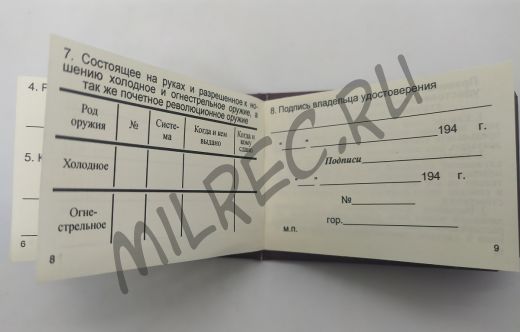 4.
5.
6
7. Состоящее на руках и разрешенное к но-
шению холодное и огнестрельное оружие, а
так же почетное революционное оружие
Род оружия № Систе-ма Когда и кем выдано Когда и кому сдано
Холодное
Огне-
стрельное
8
8. Подпись владельца удостоверения
" " 194 г.
Подписи
" " 194 г.
№
гор.
м.п.
9
MILREC.RU